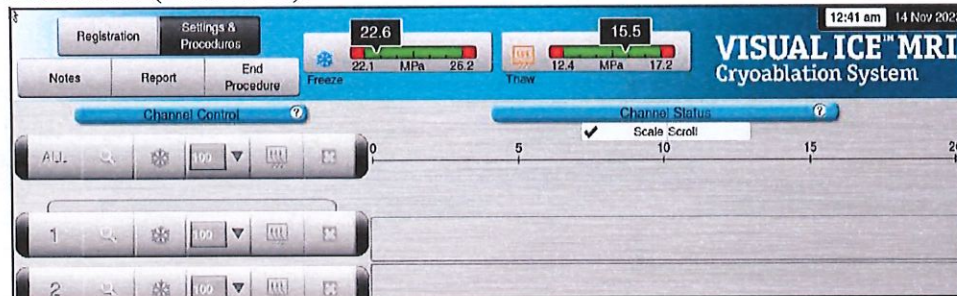 12:41 am 14 Nov 2023
Registration
Settings &
Procedures
22.6
15.5
VISUAL ICE™ MRI
Cryoablation System
22.1 MPa 26.2
12.4 MPa 17.2
Freeze
Thaw
Notes
Report
End
Procedure
Channel Control ?
Channel Status ?
✔ Scale Scroll
0 5 10 15
ALL 100
1 100
2 100